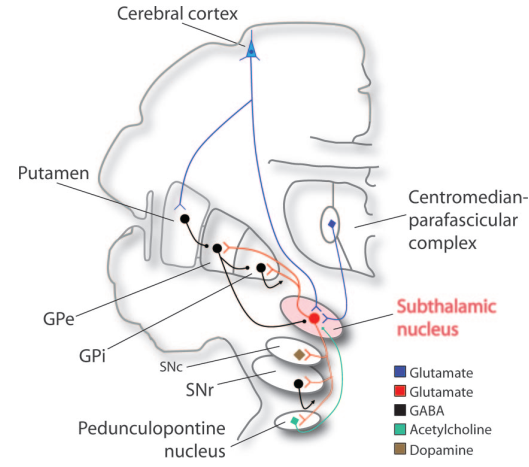 Cerebral cortex
Putamen
Centromedian-
parafascicular
complex
GPe
Subthalamic
nucleus
GPi
SNc
SNr
Pedunculopontine
nucleus
Glutamate
Glutamate
GABA
Acetylcholine
Dopamine